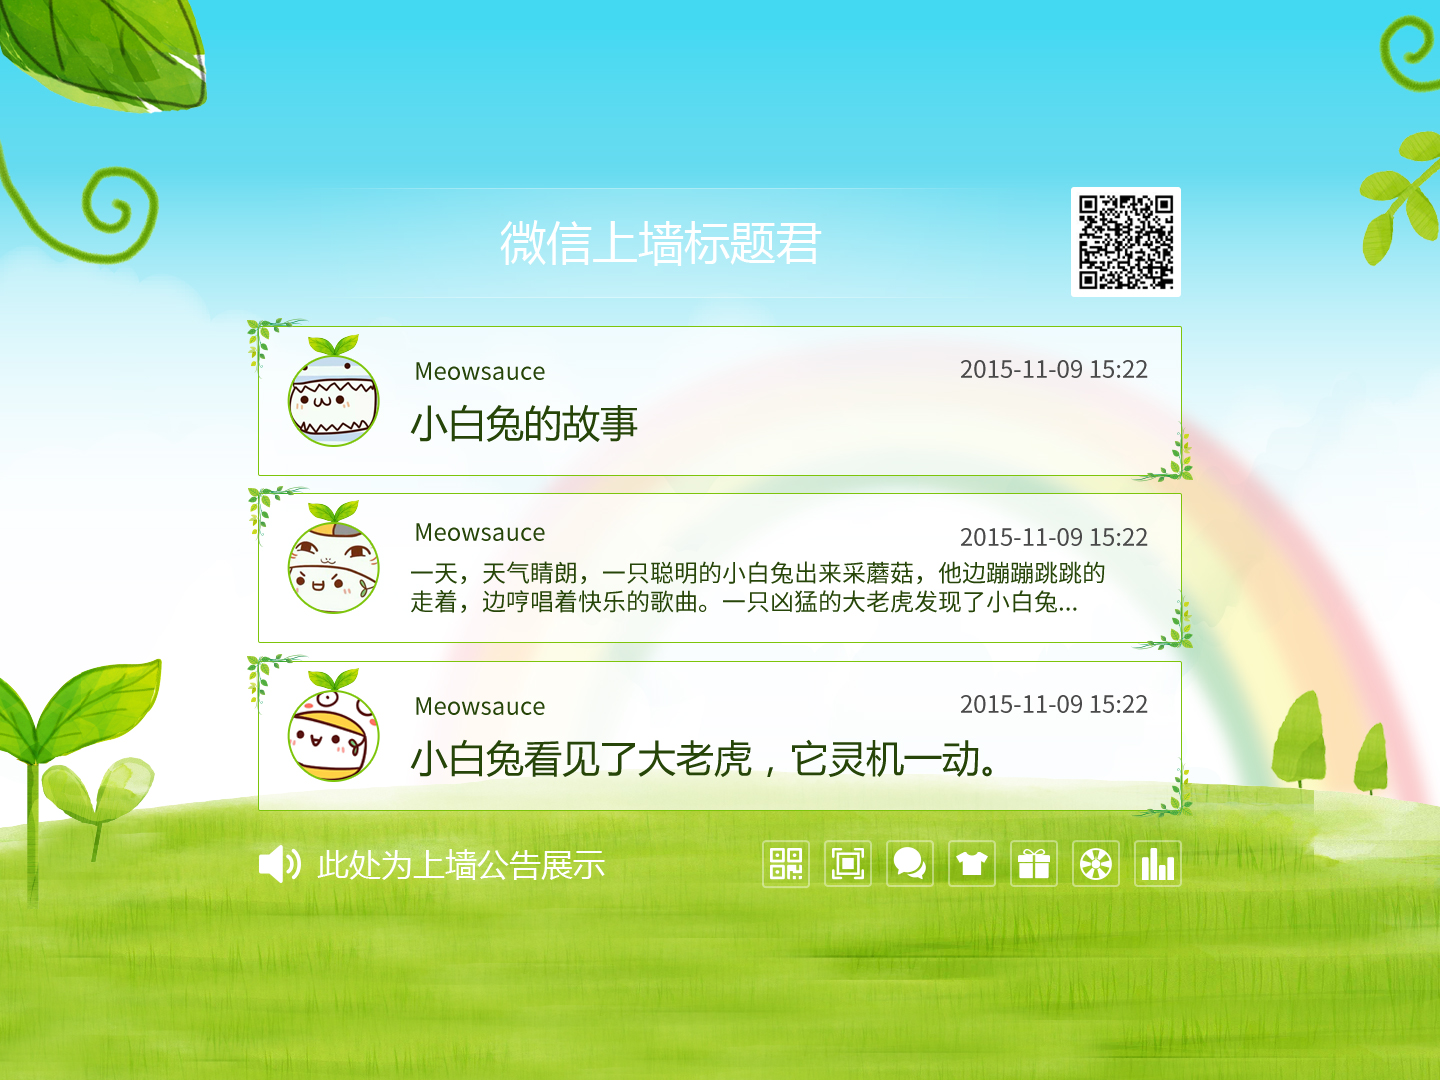 微信上墙标题君
Meowsauce
2015-11-09 15:22
小白兔的故事
Meowsauce
2015-11-09 15:22
一天，天气睛朗，一只聪明的小白兔出来采蘑菇，他边蹦蹦跳跳的
走着，边哼唱着快乐的歌曲。一只凶猛的大老虎发现了小白兔...
Meowsauce
2015-11-09 15:22
小白兔看见了大老虎，它灵机一动。
此处为上墙公告展示